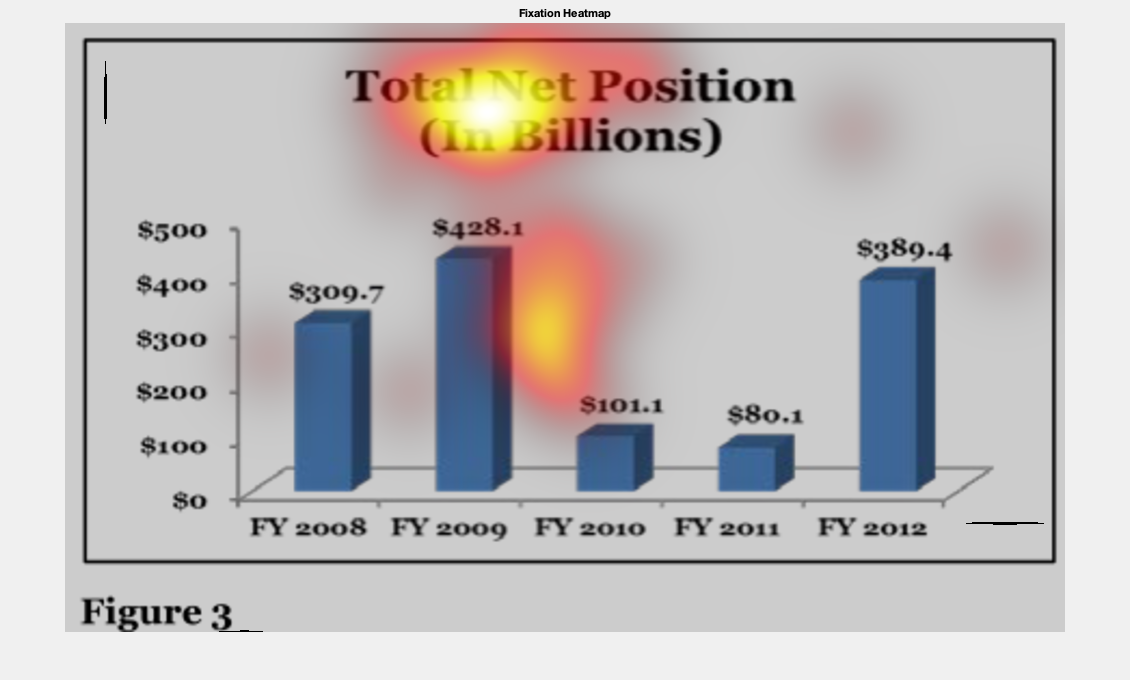 Fixation Heatmap
Total Net Position
(In Billions)
$500
$400
$300
$200
$100
$0
$309.7
$428.1
$101.1
$80.1
$389.4
FY 2008
FY 2009
FY 2010
FY 2011
FY 2012
Figure 3